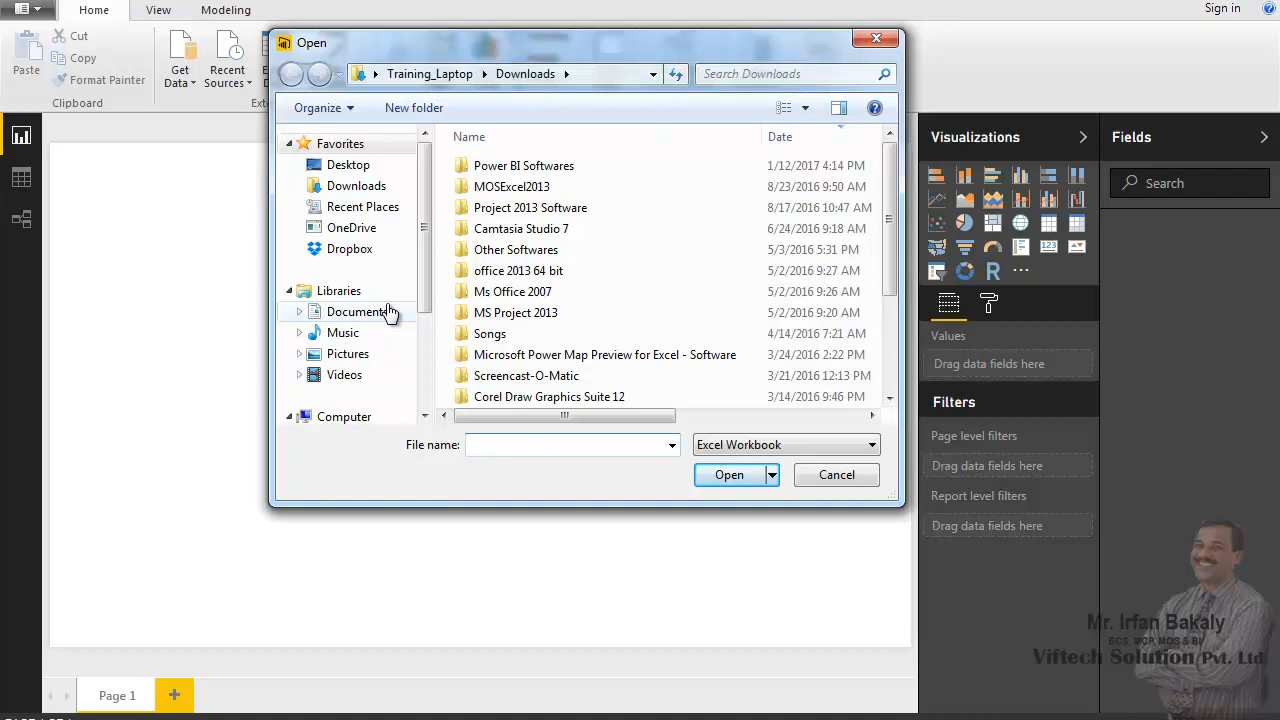 Home
View
Modeling
Sign in
Paste
Cut
Copy
Format Painter
Clipboard
Get
Data
Recent
Sources
Open
Training_Laptop
Downloads
Search Downloads
Organize
New folder
Favorites
Desktop
Downloads
Recent Places
OneDrive
Dropbox
Libraries
Documents
Music
Pictures
Videos
Computer
Name
Date
Power BI Softwares 1/12/2017 4:14 PM
MOSExcel2013 8/23/2016 9:50 AM
Project 2013 Software 8/17/2016 10:47 AM
Camtasia Studio 7 6/24/2016 9:18 AM
Other Softwares 5/3/2016 5:31 PM
office 2013 64 bit 5/2/2016 9:27 AM
Ms Office 2007 5/2/2016 9:26 AM
MS Project 2013 5/2/2016 9:20 AM
Songs 4/14/2016 7:21 AM
Microsoft Power Map Preview for Excel - Software 3/24/2016 2:22 PM
Screencast-O-Matic 3/21/2016 12:13 PM
Corel Draw Graphics Suite 12 3/14/2016 9:46 PM
File name:
Excel Workbook
Open
Cancel
Visualizations
Fields
Search
R
123
Values
Drag data fields here
Filters
Page level filters
Drag data fields here
Report level filters
Drag data fields here
Mr. Irfan Bakaly
BCS, MCP, MOS & BI
Viftech Solution Pvt. Ltd
Page 1